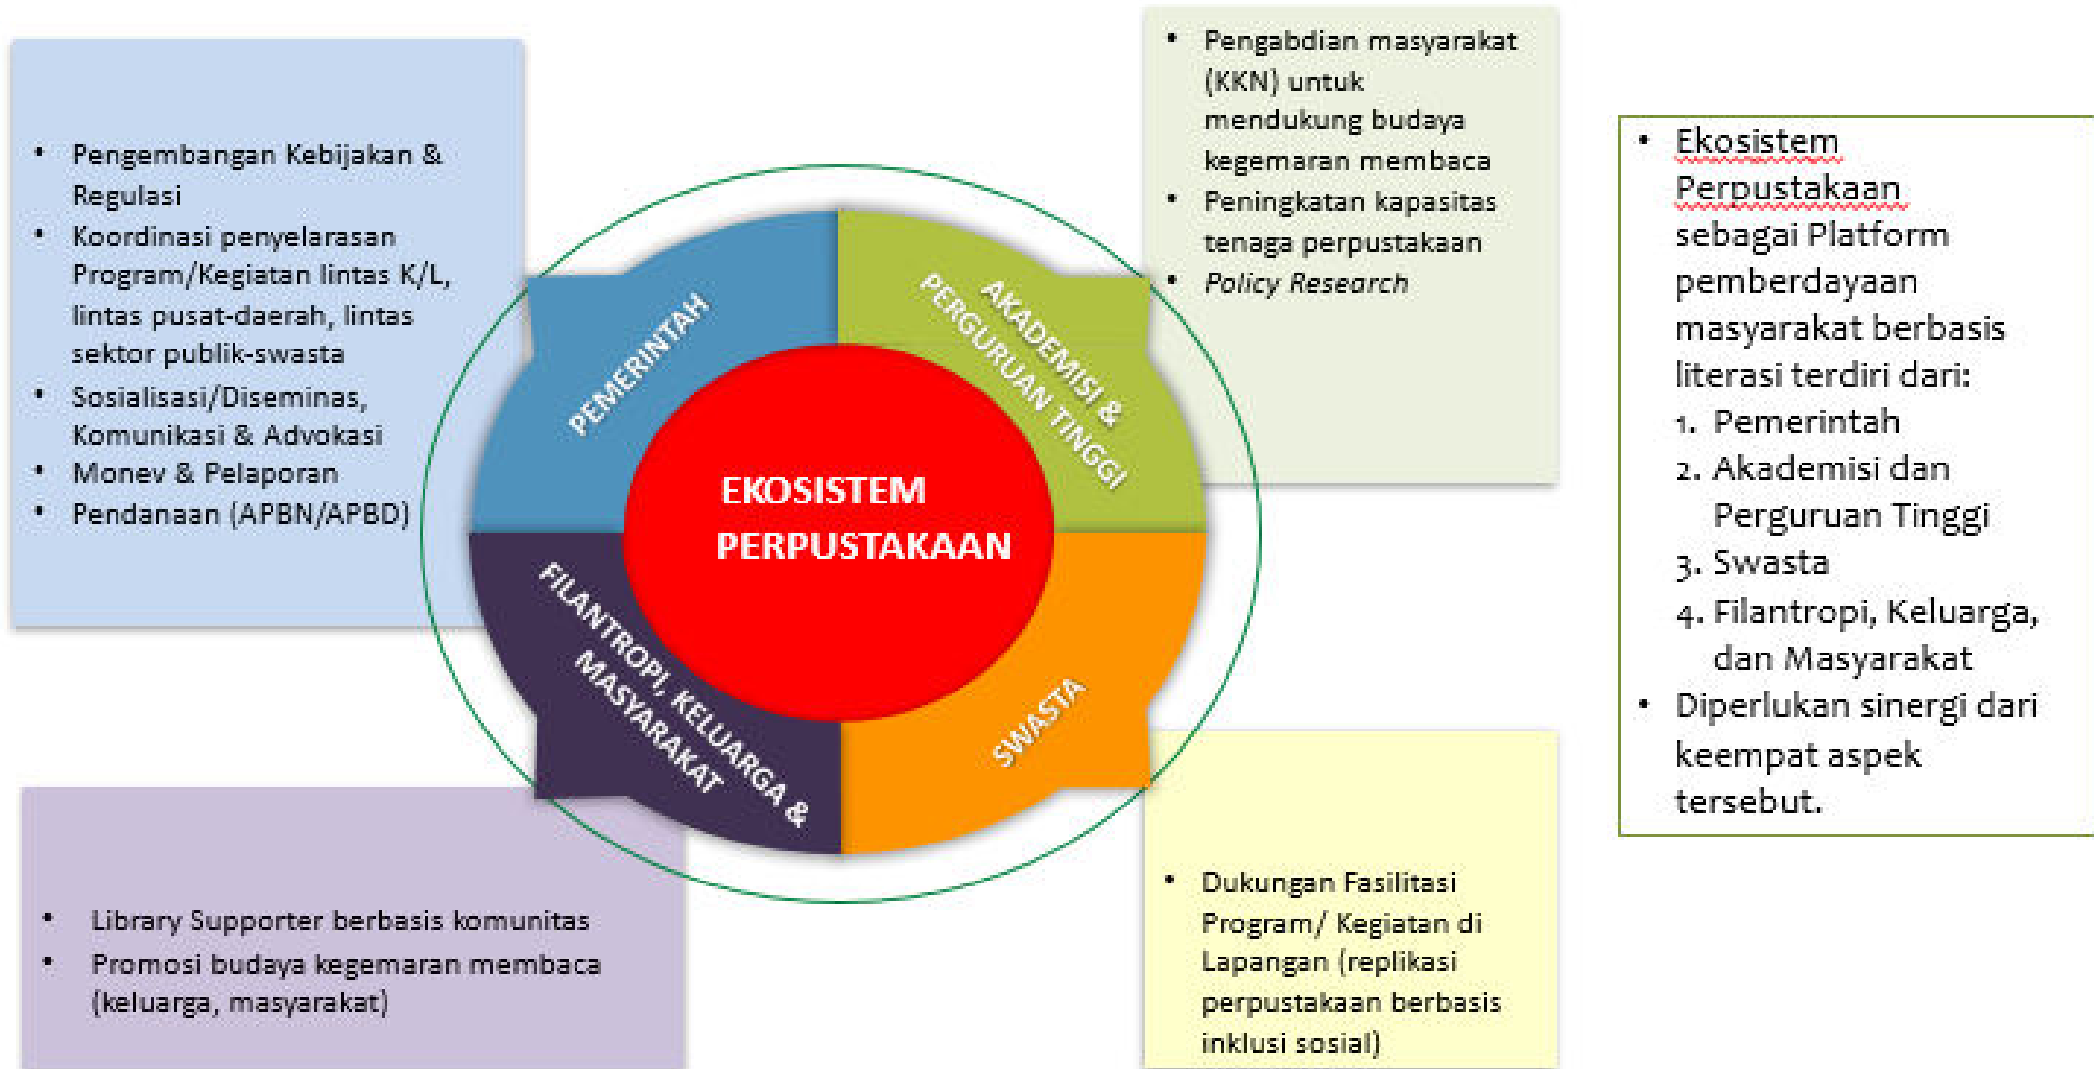 • Pengembangan Kebijakan &
Regulasi
• Koordinasi penyelarasan
Program/Kegiatan lintas K/L,
lintas pusat-daerah, lintas
sektor publik-swasta
• Sosialisasi/Diseminas,
Komunikasi & Advokasi
• Monev & Pelaporan
• Pendanaan (APBN/APBD)
PEMERINTAH
AKADEMISI &
PERGURUAN TINGGI
• Pengabdian masyarakat
(KKN) untuk
mendukung budaya
kegemaran membaca
• Peningkatan kapasitas
tenaga perpustakaan
• Policy Research
EKOSISTEM
PERPUSTAKAAN
FILANTROPI, KELUARGA &
MASYARAKAT
SWASTA
• Library Supporter berbasis komunitas
• Promosi budaya kegemaran membaca
(keluarga, masyarakat)
• Dukungan Fasilitasi
Program/ Kegiatan di
Lapangan (replikasi
perpustakaan berbasis
inklusi sosial)
• Ekosistem
Perpustakaan
sebagai Platform
pemberdayaan
masyarakat berbasis
literasi terdiri dari:
1. Pemerintah
2. Akademisi dan
Perguruan Tinggi
3. Swasta
4. Filantropi, Keluarga,
dan Masyarakat
• Diperlukan sinergi dari
keempat aspek
tersebut.